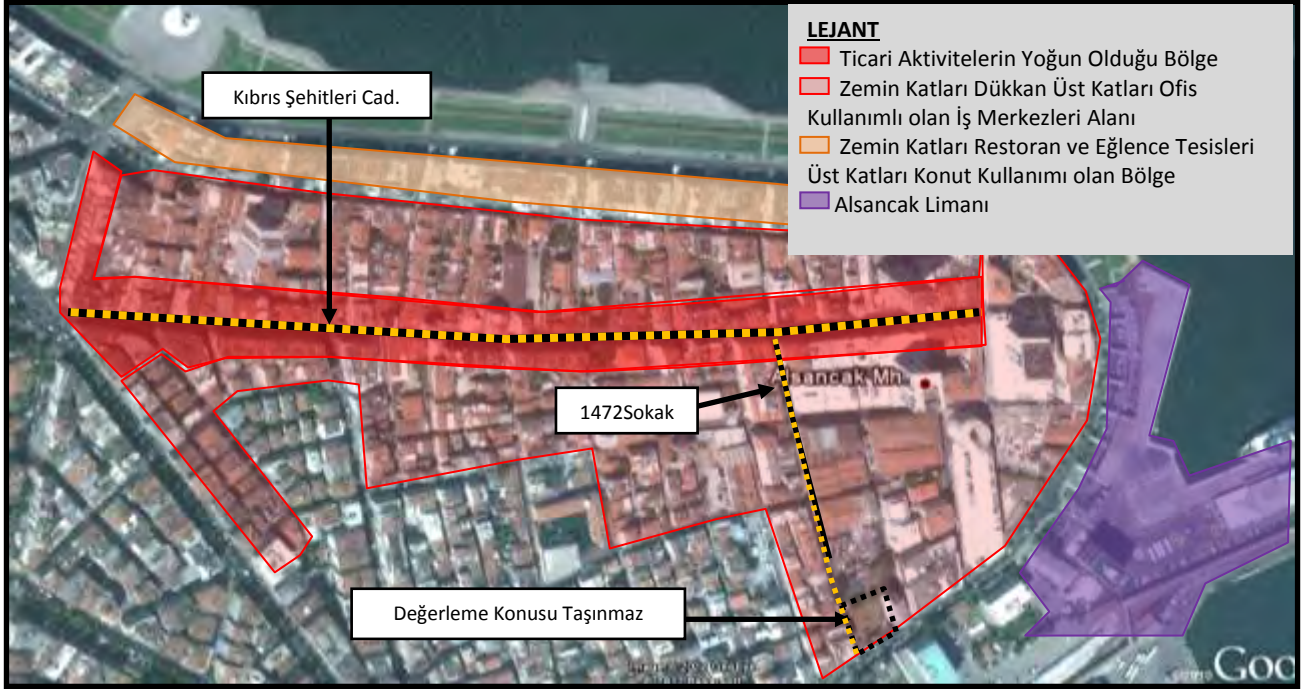 LEJANT
Ticari Aktivitelerin Yoğun Olduğu Bölge
Zemin Katları Dükkan Üst Katları Ofis
Kullanımlı olan İş Merkezleri Alanı
Zemin Katları Restoran ve Eğlence Tesisleri
Üst Katları Konut Kullanımı olan Bölge
Alsancak Limanı
Kıbrıs Şehitleri Cad.
1472Sokak
Değerleme Konusu Taşınmaz
Goo